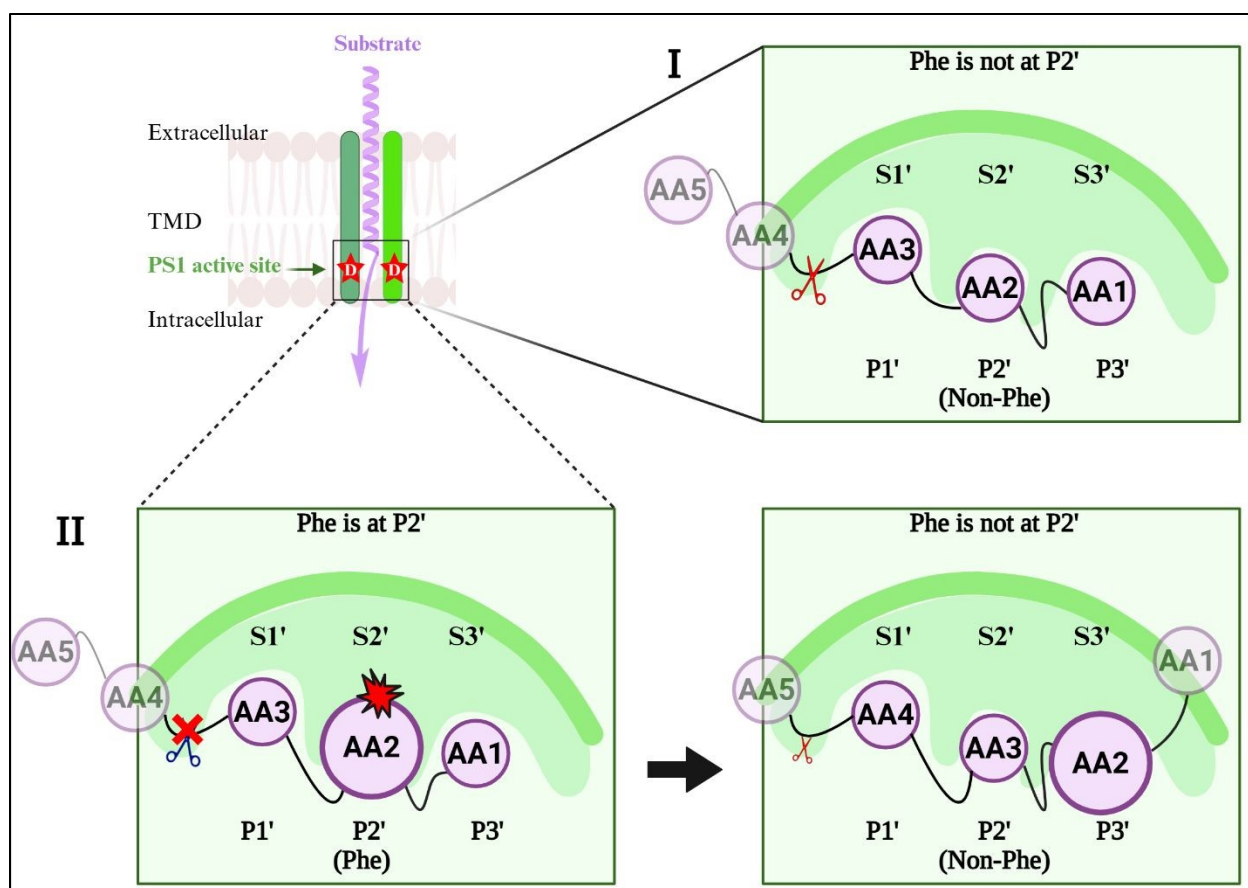 Substrate
Extracellular
TMD
PS1 active site
D D
Intracellular
I
Phe is not at P2'
S1' S2' S3'
AA5
AA4
AA3
AA2
AA1
P1' P2' P3'
(Non-Phe)
II
Phe is at P2'
S1' S2' S3'
AA5
AA4
AA3
AA2
AA1
P1' P2' P3'
(Phe)
Phe is not at P2'
S1' S2' S3'
AA5
AA4
AA3
AA2
AA1
P1' P2' P3'
(Non-Phe)